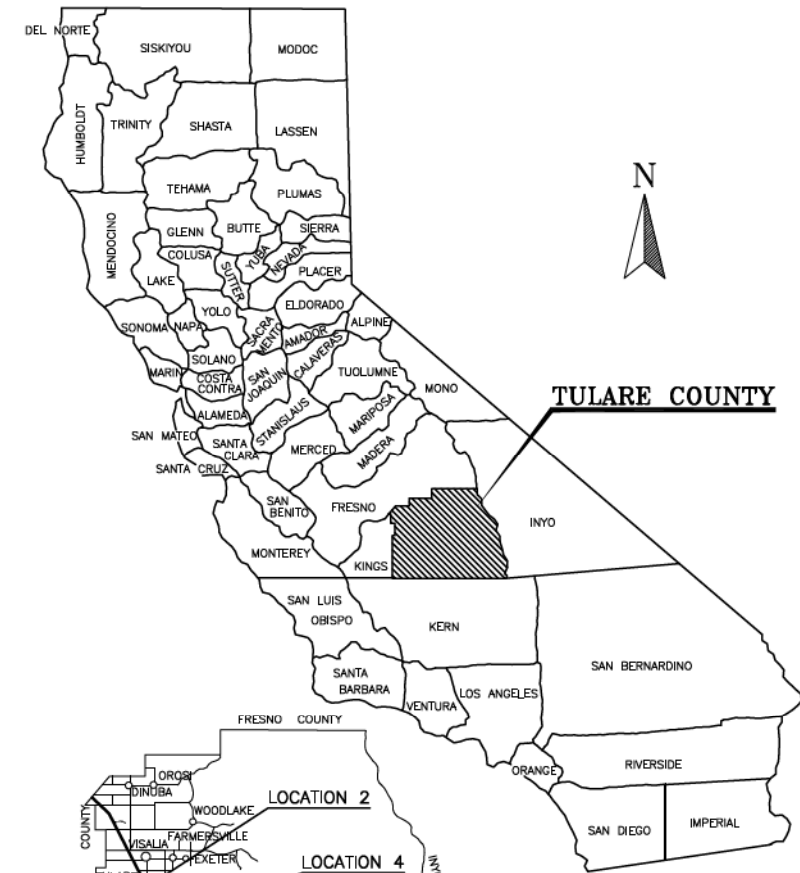 DEL NORTE
SISKIYOU
MODOC
HUMBOLDT
TRINITY
SHASTA
LASSEN
N
TEHAMA
PLUMAS
MENDOCINO
GLENN
BUTTE
SIERRA
COLUSA
YUBA
NEVADA
LAKE
SUTTER
PLACER
YOLO
ELDORADO
SONOMA
NAPA
SACRA
MENTO
AMADOR
ALPINE
SOLANO
CALAVERAS
MARIN
COSTA
CONTRA
SAN
JOAQUIN
TUOLUMNE
MONO
TULARE COUNTY
ALAMEDA
STANISLAUS
MARIPOSA
SAN MATEO
SANTA
CLARA
MERCED
MADERA
SANTA CRUZ
SAN
BENITO
FRESNO
INYO
MONTEREY
KINGS
SAN LUIS
OBISPO
KERN
SANTA
BARBARA
SAN BERNARDINO
VENTURA
LOS ANGELES
ORANGE
RIVERSIDE
SAN DIEGO
IMPERIAL
FRESNO COUNTY
OROSI
DINUBA
LOCATION 2
WOODLAKE
COUNTY
VISALIA
FARMERSVILLE
EXETER
LOCATION 4